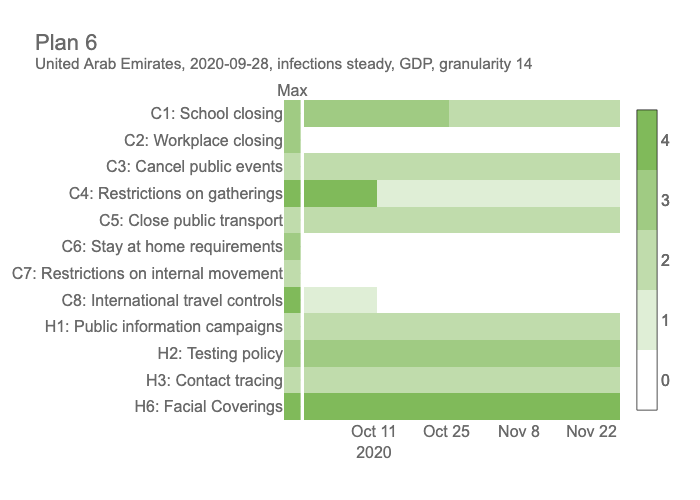 Plan 6
United Arab Emirates, 2020-09-28, infections steady, GDP, granularity 14
Max
C1: School closing
C2: Workplace closing
C3: Cancel public events
C4: Restrictions on gatherings
C5: Close public transport
C6: Stay at home requirements
C7: Restrictions on internal movement
C8: International travel controls
H1: Public information campaigns
H2: Testing policy
H3: Contact tracing
H6: Facial Coverings
Oct 11 Oct 25 Nov 8 Nov 22
2020
4
3
2
1
0